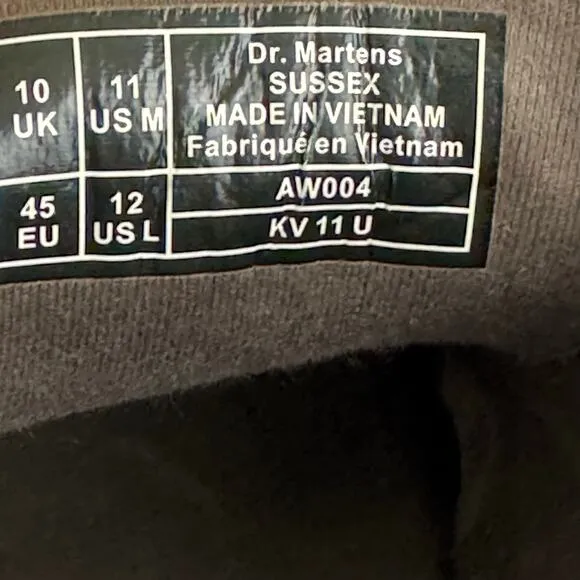 10
UK
11
US M
Dr. Martens
SUSSEX
MADE IN VIETNAM
Fabriqué en Vietnam
45
EU
12
US L
AW004
KV 11 U